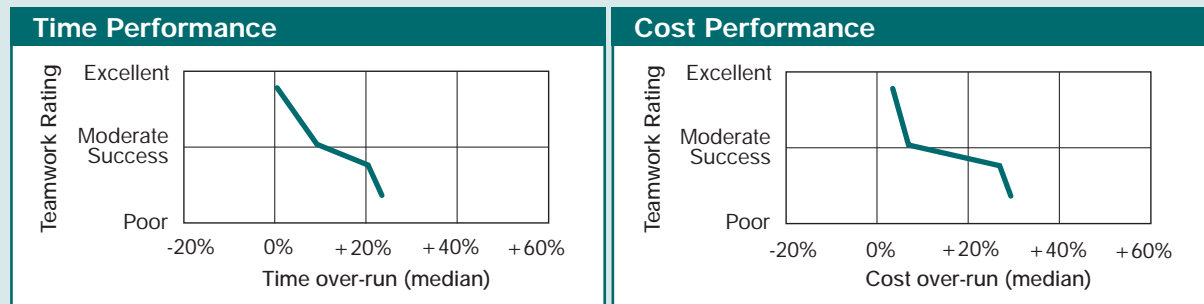 Time Performance
Teamwork Rating
Excellent
Moderate
Success
Poor
-20% 0% +20% +40% +60%
Time over-run (median)
Cost Performance
Teamwork Rating
Excellent
Moderate
Success
Poor
-20% 0% +20% +40% +60%
Cost over-run (median)